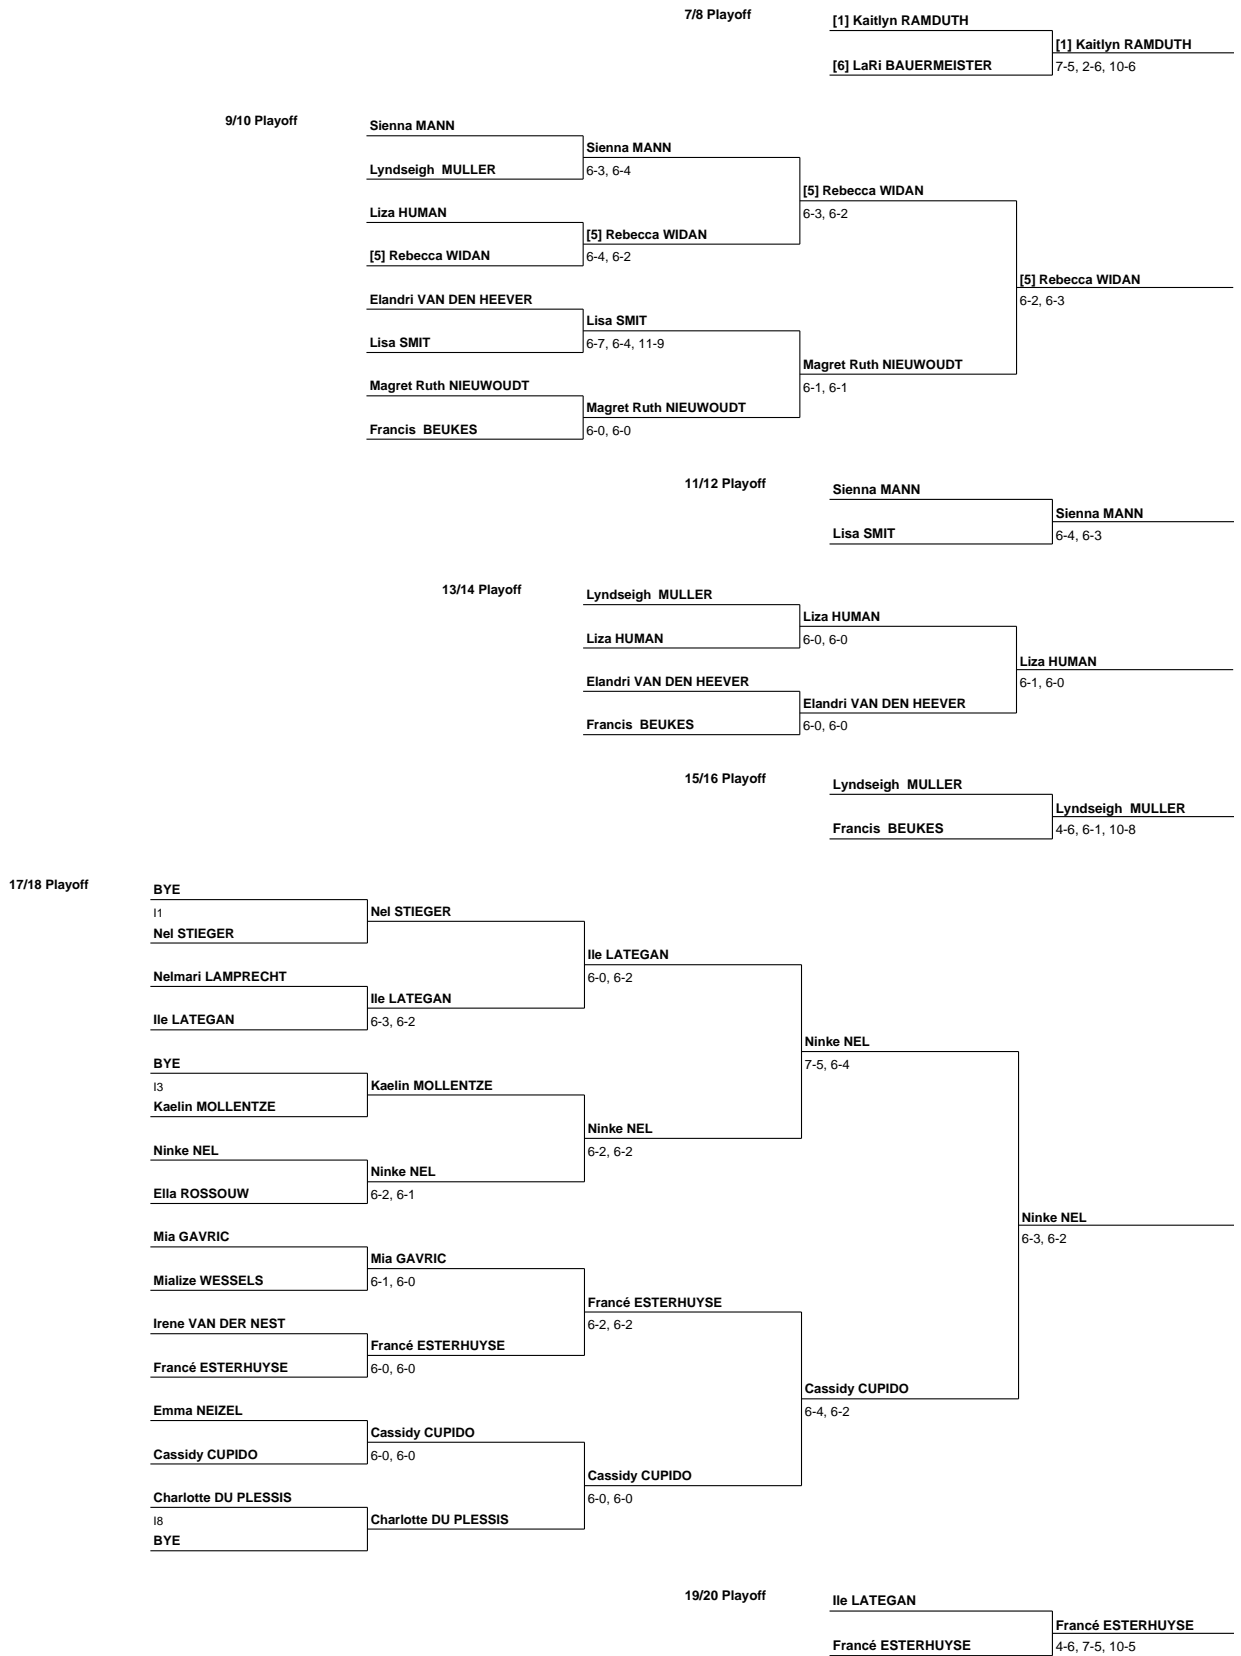 7/8 Playoff
[1] Kaitlyn RAMDUTH
[1] Kaitlyn RAMDUTH
[6] LaRi BAUERMEISTER
7-5, 2-6, 10-6
9/10 Playoff
Sienna MANN
Sienna MANN
Lyndseigh MULLER
6-3, 6-4
[5] Rebecca WIDAN
Liza HUMAN
6-3, 6-2
[5] Rebecca WIDAN
[5] Rebecca WIDAN
6-4, 6-2
[5] Rebecca WIDAN
Elandri VAN DEN HEEVER
6-2, 6-3
Lisa SMIT
Lisa SMIT
6-7, 6-4, 11-9
Magret Ruth NIEUWOUDT
Magret Ruth NIEUWOUDT
6-1, 6-1
Magret Ruth NIEUWOUDT
Francis BEUKES
6-0, 6-0
11/12 Playoff
Sienna MANN
Sienna MANN
Lisa SMIT
6-4, 6-3
13/14 Playoff
Lyndseigh MULLER
Liza HUMAN
Liza HUMAN
6-0, 6-0
Liza HUMAN
Elandri VAN DEN HEEVER
6-1, 6-0
Elandri VAN DEN HEEVER
Francis BEUKES
6-0, 6-0
15/16 Playoff
Lyndseigh MULLER
Lyndseigh MULLER
Francis BEUKES
4-6, 6-1, 10-8
17/18 Playoff
BYE
I1
Nel STIEGER
Nel STIEGER
Ile LATEGAN
Nelmari LAMPRECHT
6-0, 6-2
Ile LATEGAN
Ile LATEGAN
6-3, 6-2
Ninke NEL
BYE
7-5, 6-4
I3
Kaelin MOLLENTZE
Kaelin MOLLENTZE
Ninke NEL
Ninke NEL
6-2, 6-2
Ninke NEL
Ella ROSSOUW
6-2, 6-1
Ninke NEL
Mia GAVRIC
6-3, 6-2
Mia GAVRIC
Mialize WESSELS
6-1, 6-0
Francé ESTERHUYSE
Irene VAN DER NEST
6-2, 6-2
Francé ESTERHUYSE
Francé ESTERHUYSE
6-0, 6-0
Cassidy CUPIDO
Emma NEIZEL
6-4, 6-2
Cassidy CUPIDO
Cassidy CUPIDO
6-0, 6-0
Cassidy CUPIDO
Charlotte DU PLESSIS
6-0, 6-0
I8
Charlotte DU PLESSIS
BYE
19/20 Playoff
Ile LATEGAN
Francé ESTERHUYSE
Francé ESTERHUYSE
4-6, 7-5, 10-5